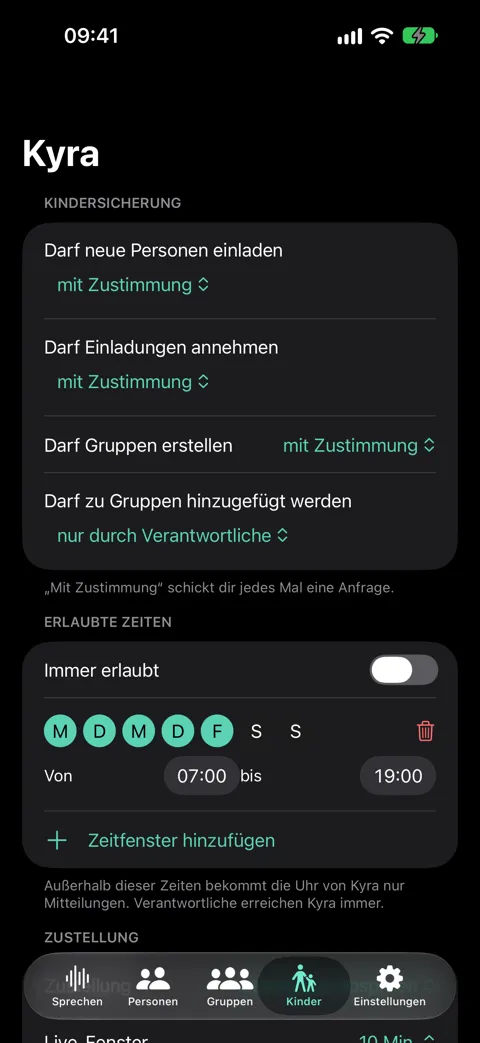 09:41
Kyra
KINDERSICHERUNG
Darf neue Personen einladen
mit Zustimmung
Darf Einladungen annehmen
mit Zustimmung
Darf Gruppen erstellen mit Zustimmung
Darf zu Gruppen hinzugefügt werden
nur durch Verantwortliche
„Mit Zustimmung“ schickt dir jedes Mal eine Anfrage.
ERLAUBTE ZEITEN
Immer erlaubt
M D M D F S S
Von 07:00 bis 19:00
Zeitfenster hinzufügen
Außerhalb dieser Zeiten bekommt die Uhr von Kyra nur
Mitteilungen. Verantwortliche erreichen Kyra immer.
ZUSTELLUNG
Zustellung
Sprechen Personen Gruppen Kinder Einstellungen
Live-Fenster 10 Min.